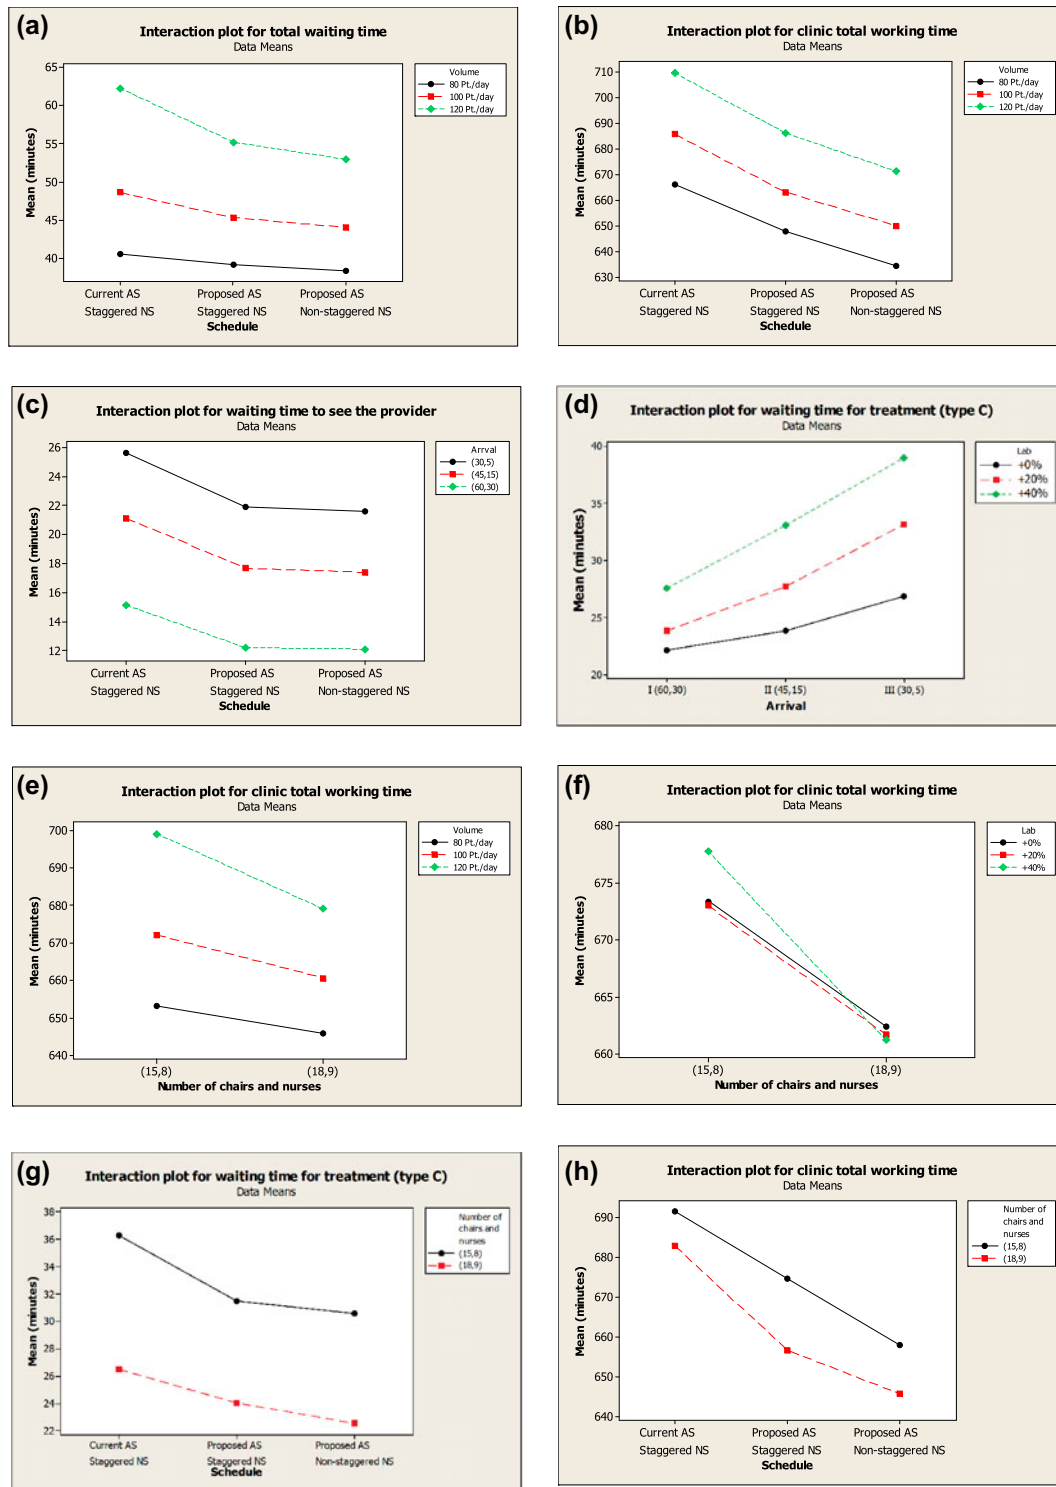 (a)
Interaction plot for total waiting time
Data Means
Mean (minutes)
65
60
55
50
45
40
Volume
80 Pt./day
100 Pt./day
120 Pt./day
Current AS Proposed AS Proposed AS
Staggered NS Staggered NS Non-staggered NS
Schedule
(b)
Interaction plot for clinic total working time
Data Means
Mean (minutes)
710
700
690
680
670
660
650
640
630
Volume
80 Pt./day
100 Pt./day
120 Pt./day
Current AS Proposed AS Proposed AS
Staggered NS Staggered NS Non-staggered NS
Schedule
(c)
Interaction plot for waiting time to see the provider
Data Means
Mean (minutes)
26
24
22
20
18
16
14
12
Arrval
(30,5)
(45,15)
(60,30)
Current AS Proposed AS Proposed AS
Staggered NS Staggered NS Non-staggered NS
Schedule
(d)
Interaction plot for waiting time for treatment (type C)
Data Means
Mean (minutes)
40
35
30
25
20
Lab
+0%
+20%
+40%
I (60,30) II (45,15) III (30,5)
Arrival
(e)
Interaction plot for clinic total working time
Data Means
Mean (minutes)
700
690
680
670
660
650
640
Volume
80 Pt./day
100 Pt./day
120 Pt./day
(15,8) (18,9)
Number of chairs and nurses
(f)
Interaction plot for clinic total working time
Data Means
Mean (minutes)
680
675
670
665
660
Lab
+0%
+20%
+40%
(15,8) (18,9)
Number of chairs and nurses
(g)
Interaction plot for waiting time for treatment (type C)
Data Means
Mean (minutes)
38
36
34
32
30
28
26
24
22
Number of
chairs and
nurses
(15,8)
(18,9)
Current AS Proposed AS Proposed AS
Staggered NS Staggered NS Non-staggered NS
Schedule
(h)
Interaction plot for clinic total working time
Data Means
Mean (minutes)
690
680
670
660
650
640
Number of
chairs and
nurses
(15,8)
(18,9)
Current AS Proposed AS Proposed AS
Staggered NS Staggered NS Non-staggered NS
Schedule